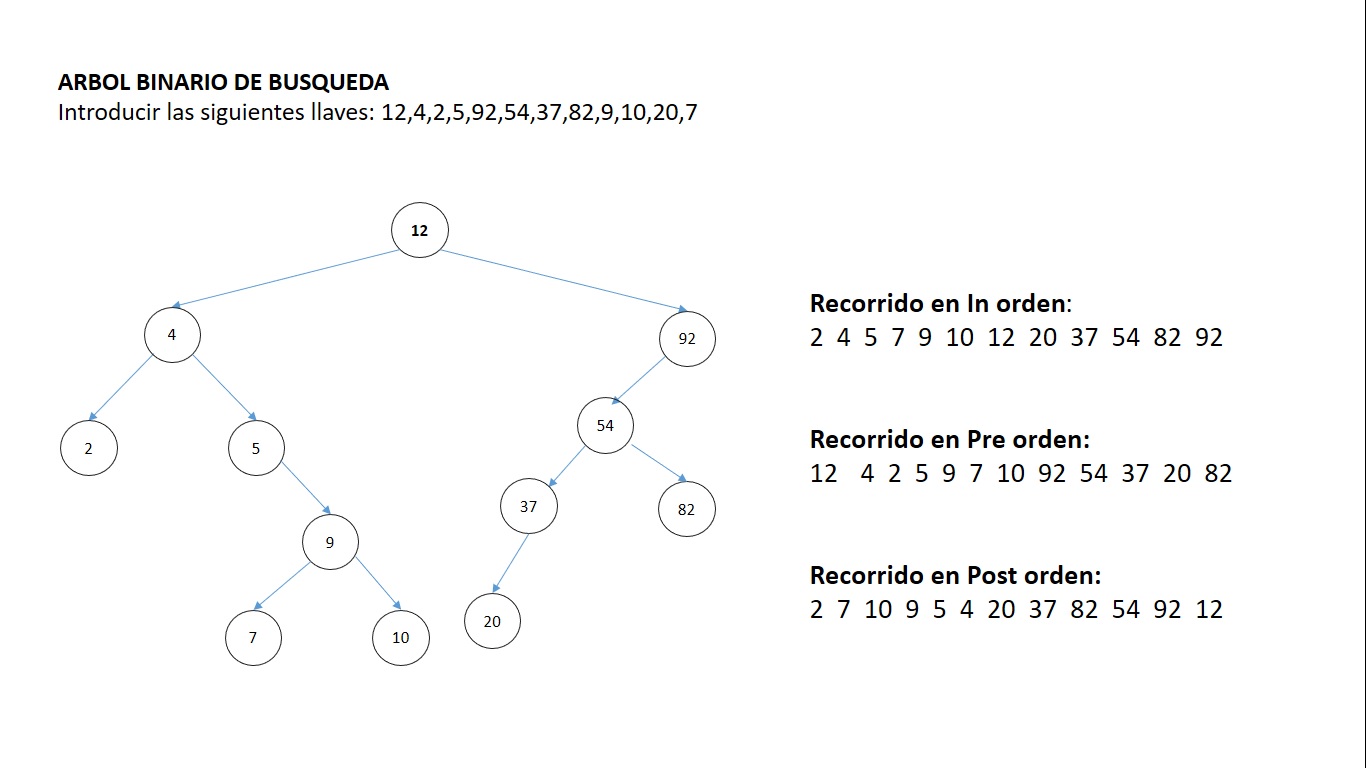 ARBOL BINARIO DE BUSQUEDA
Introducir las siguientes llaves: 12,4,2,5,92,54,37,82,9,10,20,7
12
4
92
2
5
54
37
82
9
20
7
10
Recorrido en In orden:
2 4 5 7 9 10 12 20 37 54 82 92
Recorrido en Pre orden:
12 4 2 5 9 7 10 92 54 37 20 82
Recorrido en Post orden:
2 7 10 9 5 4 20 37 82 54 92 12